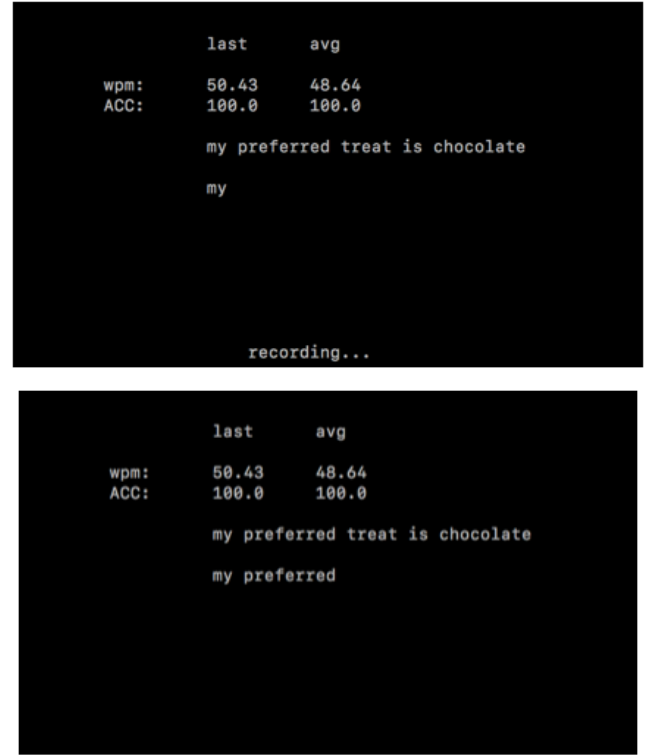 last avg
wpm: 50.43 48.64
ACC: 100.0 100.0
my preferred treat is chocolate
my
recording...
last avg
wpm: 50.43 48.64
ACC: 100.0 100.0
my preferred treat is chocolate
my preferred